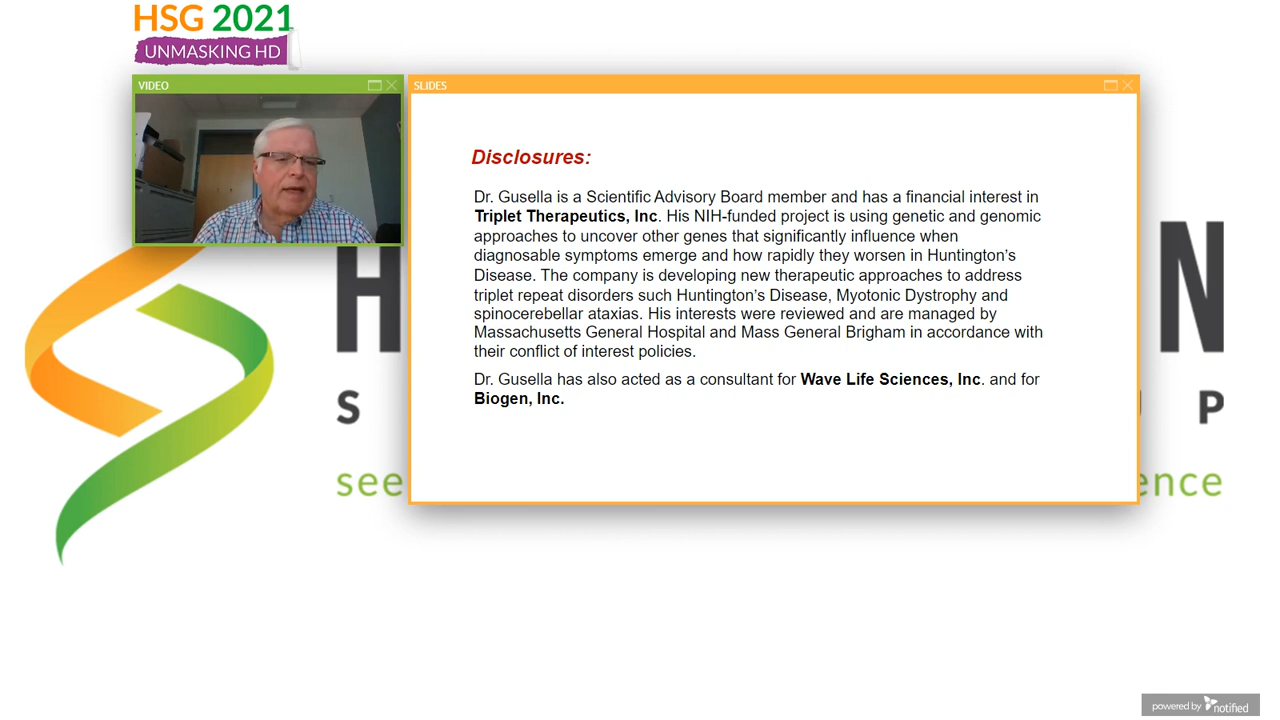 HSG 2021
UNMASKING HD
VIDEO
SLIDES
Disclosures:
Dr. Gusella is a Scientific Advisory Board member and has a financial interest in
Triplet Therapeutics, Inc. His NIH-funded project is using genetic and genomic
approaches to uncover other genes that significantly influence when
diagnosable symptoms emerge and how rapidly they worsen in Huntington's
Disease. The company is developing new therapeutic approaches to address
triplet repeat disorders such Huntington's Disease, Myotonic Dystrophy and
spinocerebellar ataxias. His interests were reviewed and are managed by
Massachusetts General Hospital and Mass General Brigham in accordance with
their conflict of interest policies.
Dr. Gusella has also acted as a consultant for Wave Life Sciences, Inc. and for
Biogen, Inc.
H N
S P
see ence
powered by notified